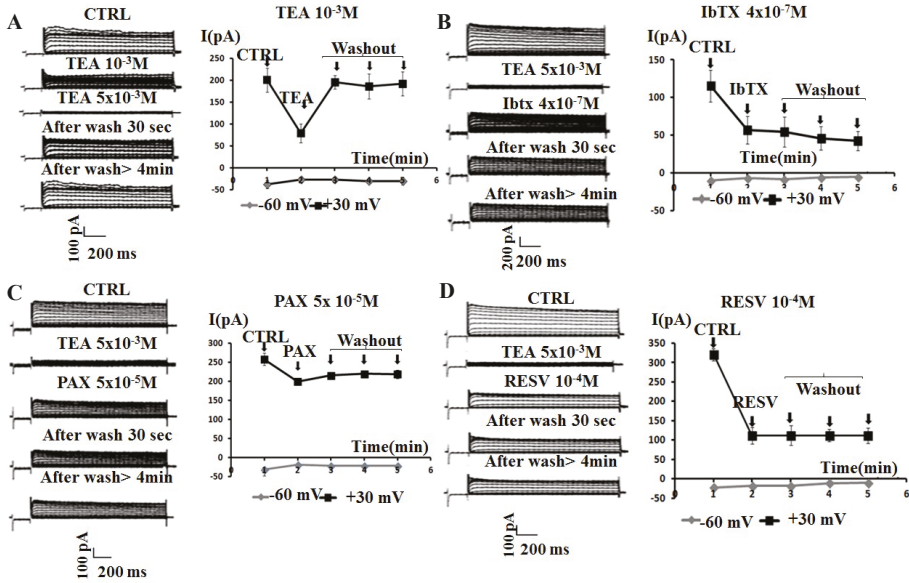 A
CTRL
TEA 10⁻³M
TEA 5x10⁻³M
After wash 30 sec
After wash> 4min
100 pA
200 ms
TEA 10⁻³M
I(pA)
CTRL
Washout
TEA
250
200
150
100
50
0
-50
Time(min)
0 1 2 3 4 5 6
-60 mV
+30 mV
B
CTRL
TEA 5x10⁻³M
Ibtx 4x10⁻⁷M
After wash 30 sec
After wash> 4min
200 pA
200 ms
IbTX 4x10⁻⁷M
I(pA)
CTRL
IbTX
Washout
150
100
50
0
-50
Time(min)
0 1 2 3 4 5 6
-60 mV
+30 mV
C
CTRL
TEA 5x10⁻³M
PAX 5x10⁻⁵M
After wash 30 sec
After wash> 4min
100 pA
200 ms
PAX 5x 10⁻⁵M
I(pA)
CTRL
Washout
PAX
300
250
200
150
100
50
0
-50
Time(min)
0 1 2 3 4 5 6
-60 mV
+30 mV
D
CTRL
TEA 5x10⁻³M
RESV 10⁻⁴M
After wash 30 sec
After wash> 4min
100 pA
200 ms
RESV 10⁻⁴M
I(pA)
CTRL
Washout
RESV
350
300
250
200
150
100
50
0
-50
Time(min)
0 1 2 3 4 5 6
-60 mV
+30 mV